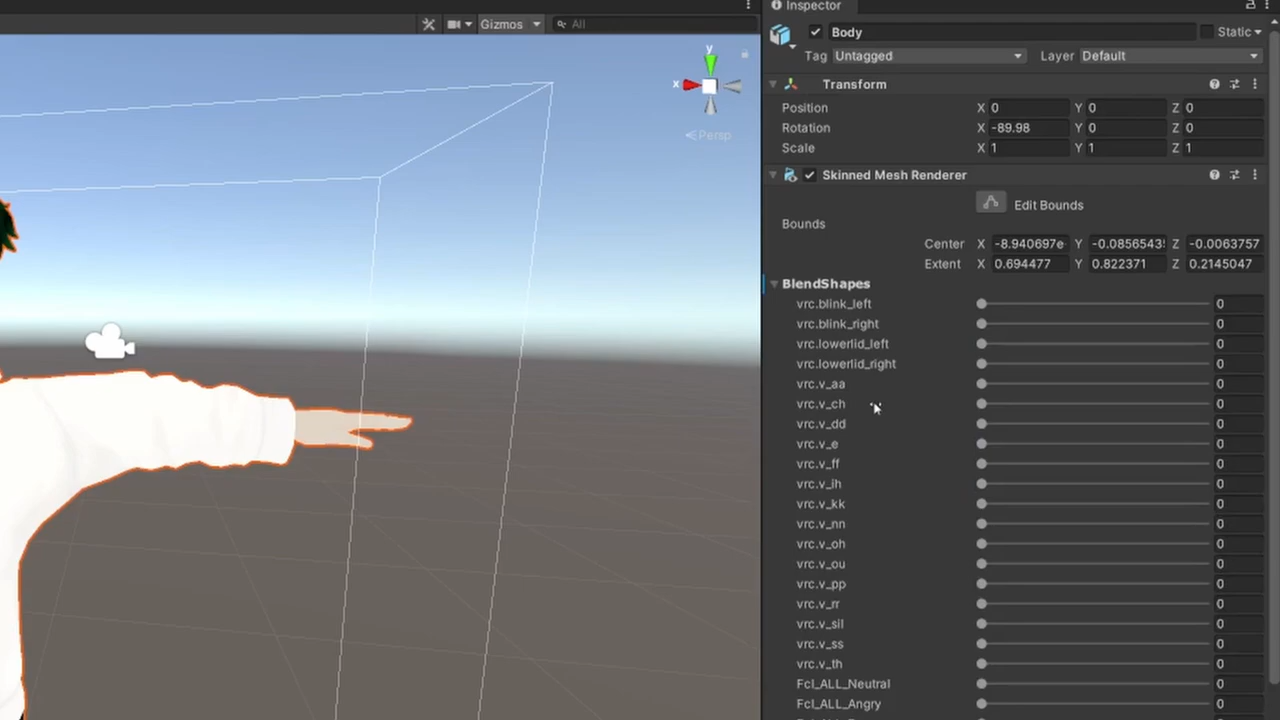 Inspector
Gizmos
All
Body
Static
Tag Untagged Layer Default
y
x
Persp
Transform
Position X 0 Y 0 Z 0
Rotation X -89.98 Y 0 Z 0
Scale X 1 Y 1 Z 1
Skinned Mesh Renderer
Edit Bounds
Bounds
Center X -8.940697e Y -0.0856543 Z -0.0063757
Extent X 0.694477 Y 0.822371 Z 0.2145047
BlendShapes
vrc.blink_left 0
vrc.blink_right 0
vrc.lowerlid_left 0
vrc.lowerlid_right 0
vrc.v_aa 0
vrc.v_ch 0
vrc.v_dd 0
vrc.v_e 0
vrc.v_ff 0
vrc.v_ih 0
vrc.v_kk 0
vrc.v_nn 0
vrc.v_oh 0
vrc.v_ou 0
vrc.v_pp 0
vrc.v_rr 0
vrc.v_sil 0
vrc.v_ss 0
vrc.v_th 0
Fcl_ALL_Neutral 0
Fcl_ALL_Angry 0